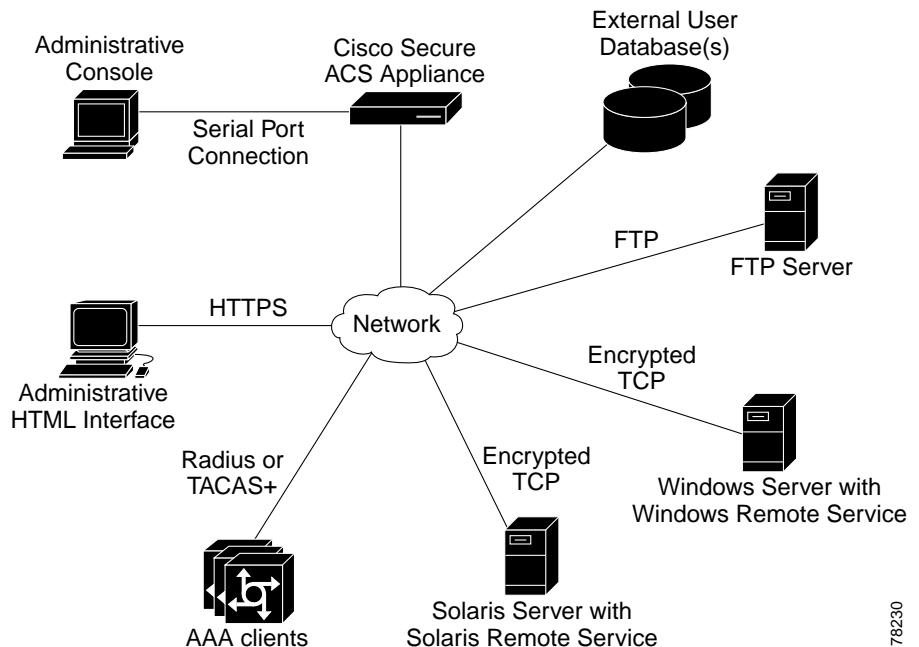 Administrative
Console
Cisco Secure
ACS Appliance
External User
Database(s)
Serial Port
Connection
FTP
FTP Server
HTTPS
Network
Administrative
HTML Interface
Encrypted
TCP
Windows Server with
Windows Remote Service
Radius or
TACAS+
Encrypted
TCP
AAA clients
Solaris Server with
Solaris Remote Service
78230